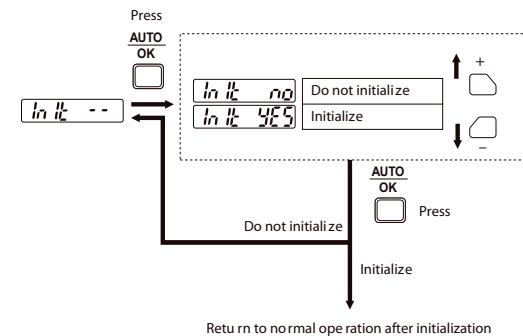 Press
AUTO
OK
In It --
In It no Do not initialize
In It YES Initialize
+
−
AUTO
OK
Press
Do not initialize
Initialize
Retu rn to no rmal ope ration after initialization